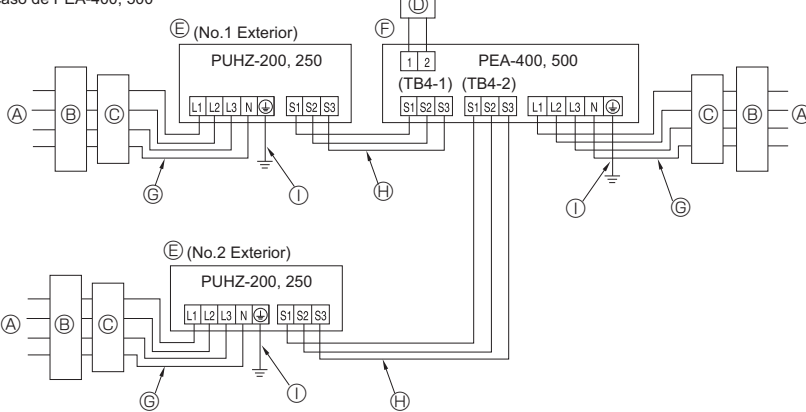 caso de PEA-400, 500
Ⓓ
Ⓔ (No.1 Exterior)
Ⓕ
PUHZ-200, 250
1 2
PEA-400, 500
(TB4-1) (TB4-2)
L1 L2 L3 N ⏚ S1 S2 S3
S1 S2 S3 S1 S2 S3 L1 L2 L3 N ⏚
Ⓐ Ⓑ Ⓒ
Ⓒ Ⓑ Ⓐ
Ⓖ Ⓘ Ⓗ Ⓘ Ⓖ
Ⓔ (No.2 Exterior)
PUHZ-200, 250
L1 L2 L3 N ⏚ S1 S2 S3
Ⓐ Ⓑ Ⓒ
Ⓖ Ⓘ Ⓗ